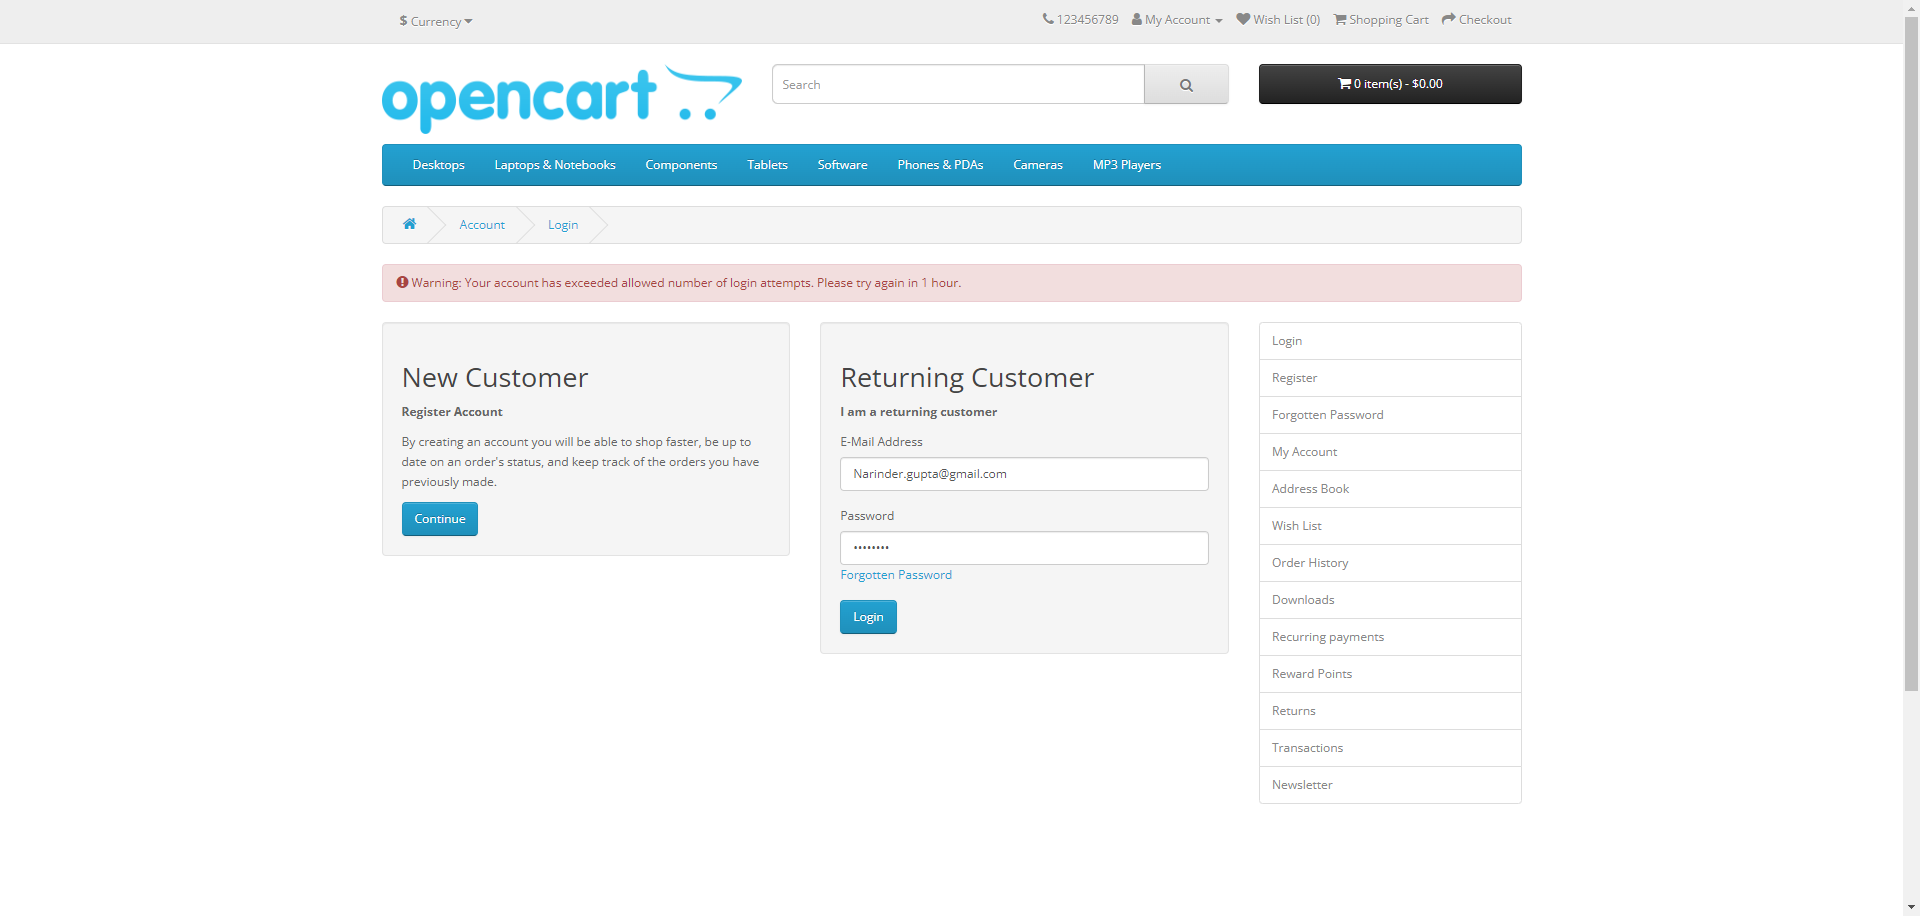 $ Currency
123456789 My Account Wish List (0) Shopping Cart Checkout
opencart
Search
0 item(s) - $0.00
Desktops Laptops & Notebooks Components Tablets Software Phones & PDAs Cameras MP3 Players
Account Login
Warning: Your account has exceeded allowed number of login attempts. Please try again in 1 hour.
New Customer
Register Account
By creating an account you will be able to shop faster, be up to
date on an order's status, and keep track of the orders you have
previously made.
Continue
Returning Customer
I am a returning customer
E-Mail Address
Narinder.gupta@gmail.com
Password
••••••••
Forgotten Password
Login
Login
Register
Forgotten Password
My Account
Address Book
Wish List
Order History
Downloads
Recurring payments
Reward Points
Returns
Transactions
Newsletter